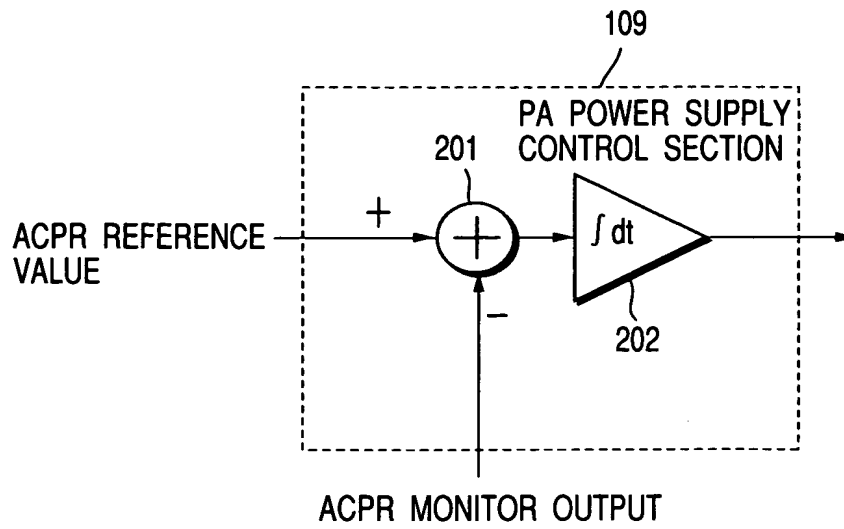 109
PA POWER SUPPLY
CONTROL SECTION
201
+
+
∫ dt
ACPR REFERENCE
VALUE
−
202
ACPR MONITOR OUTPUT